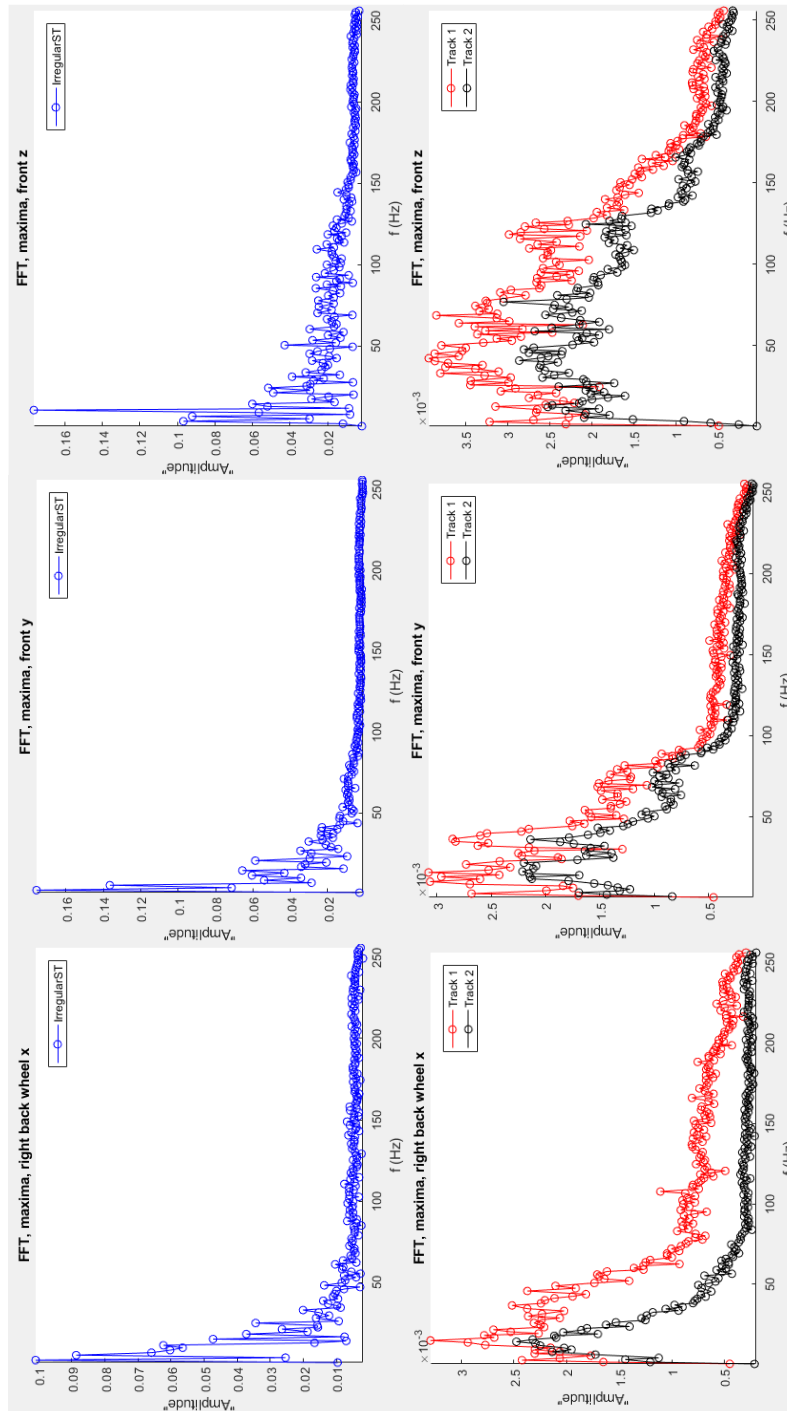 FFT, maxima, right back wheel x
IrregularST
0.1
0.09
0.08
0.07
0.06
0.05
0.04
0.03
0.02
0.010
"Amplitude"
50
100
150
200
250
f (Hz)
FFT, maxima, front y
IrregularST
0.16
0.14
0.12
0.1
0.08
0.06
0.04
0.02
"Amplitude"
50
100
150
200
250
f (Hz)
FFT, maxima, front z
IrregularST
0.16
0.14
0.12
0.1
0.08
0.06
0.04
0.02
"Amplitude"
50
100
150
200
250
f (Hz)
FFT, maxima, right back wheel x
×10⁻³
Track 1
Track 2
3
2.5
2
1.5
1
0.5
"Amplitude"
50
100
150
200
250
f (Hz)
FFT, maxima, front y
×10⁻³
Track 1
Track 2
3
2.5
2
1.5
1
0.5
"Amplitude"
50
100
150
200
250
f (Hz)
FFT, maxima, front z
×10⁻³
Track 1
Track 2
3.5
3
2.5
2
1.5
1
0.5
"Amplitude"
50
100
150
200
250
f (Hz)